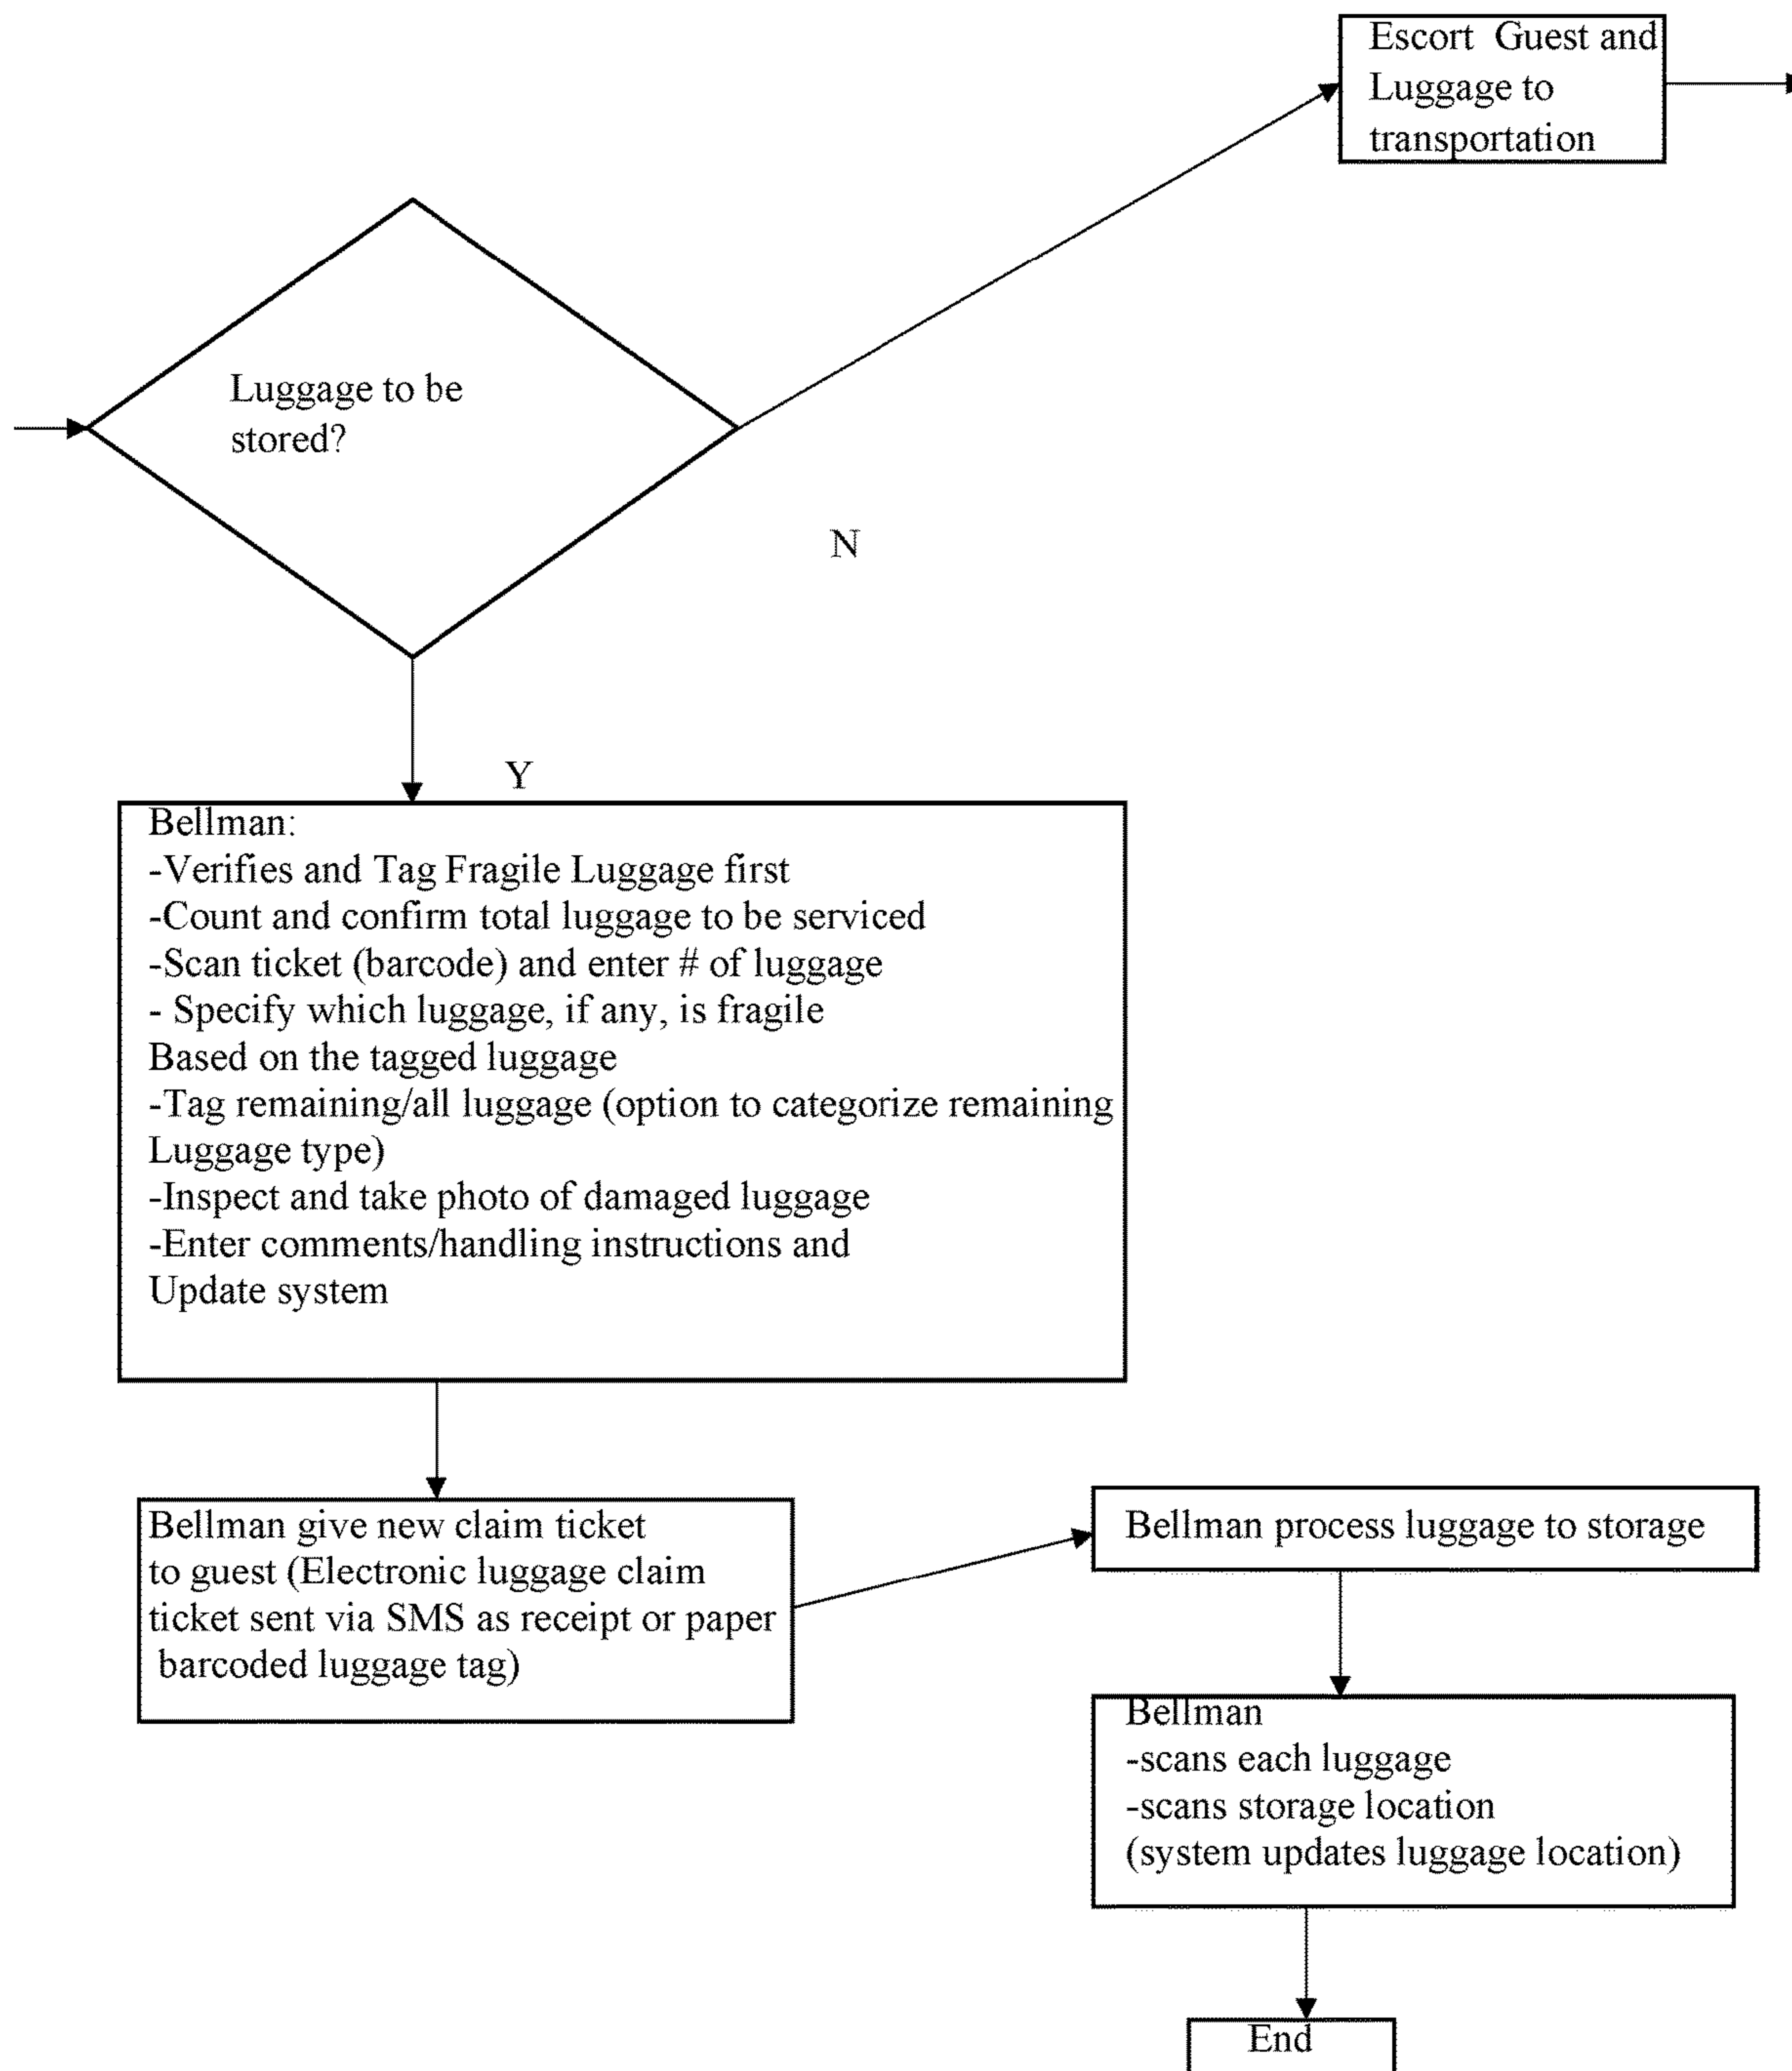 Escort  Guest and
Luggage to
transportation
Luggage to be
stored?
N
Y
Bellman:
-Verifies and Tag Fragile Luggage first
-Count and confirm total luggage to be serviced
-Scan ticket (barcode) and enter # of luggage
- Specify which luggage, if any, is fragile
Based on the tagged luggage
-Tag remaining/all luggage (option to categorize remaining
Luggage type)
-Inspect and take photo of damaged luggage
-Enter comments/handling instructions and
Update system
Bellman give new claim ticket
to guest (Electronic luggage claim
ticket sent via SMS as receipt or paper
barcoded luggage tag)
Bellman process luggage to storage
Bellman
-scans each luggage
-scans storage location
(system updates luggage location)
End